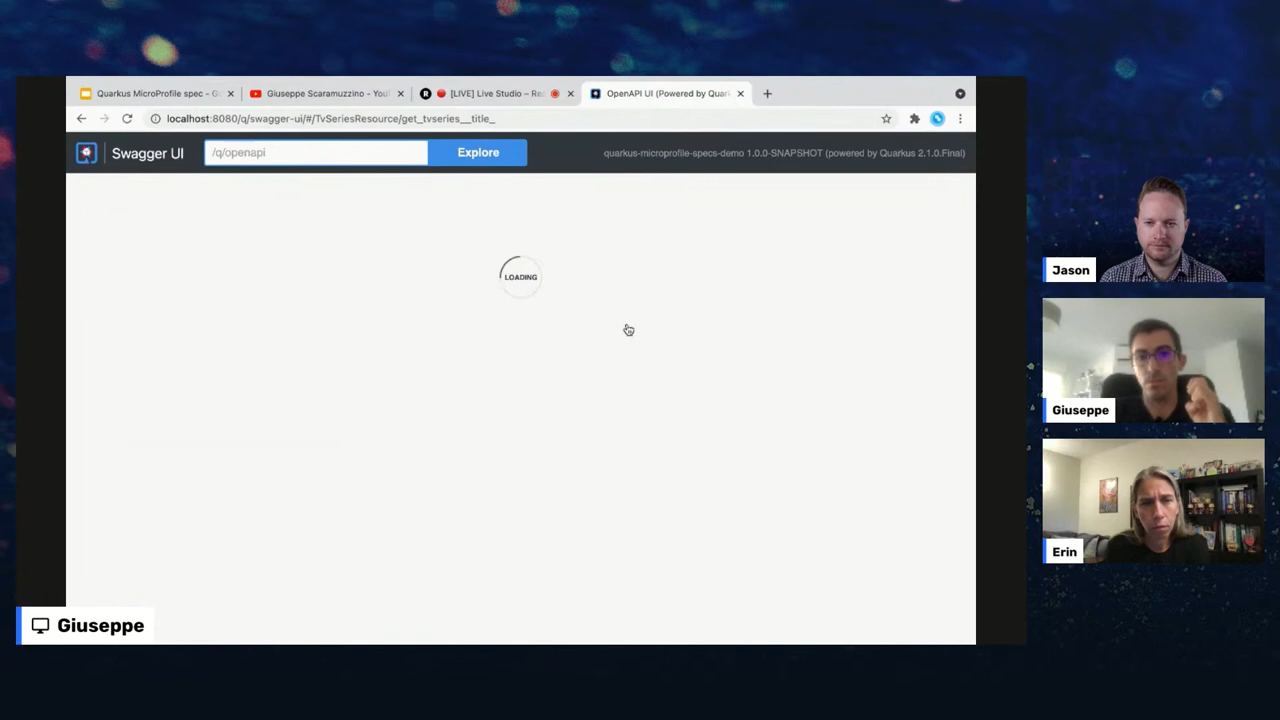 Quarkus MicroProfile spec - G
Giuseppe Scaramuzzino - You
[LIVE] Live Studio – Re
OpenAPI UI (Powered by Quar
localhost:8080/q/swagger-ui/#/TvSeriesResource/get_tvseries__title_
Swagger UI
/q/openapi
Explore
quarkus-microprofile-specs-demo 1.0.0-SNAPSHOT (powered by Quarkus 2.1.0.Final)
LOADING
Jason
Giuseppe
Erin
Giuseppe